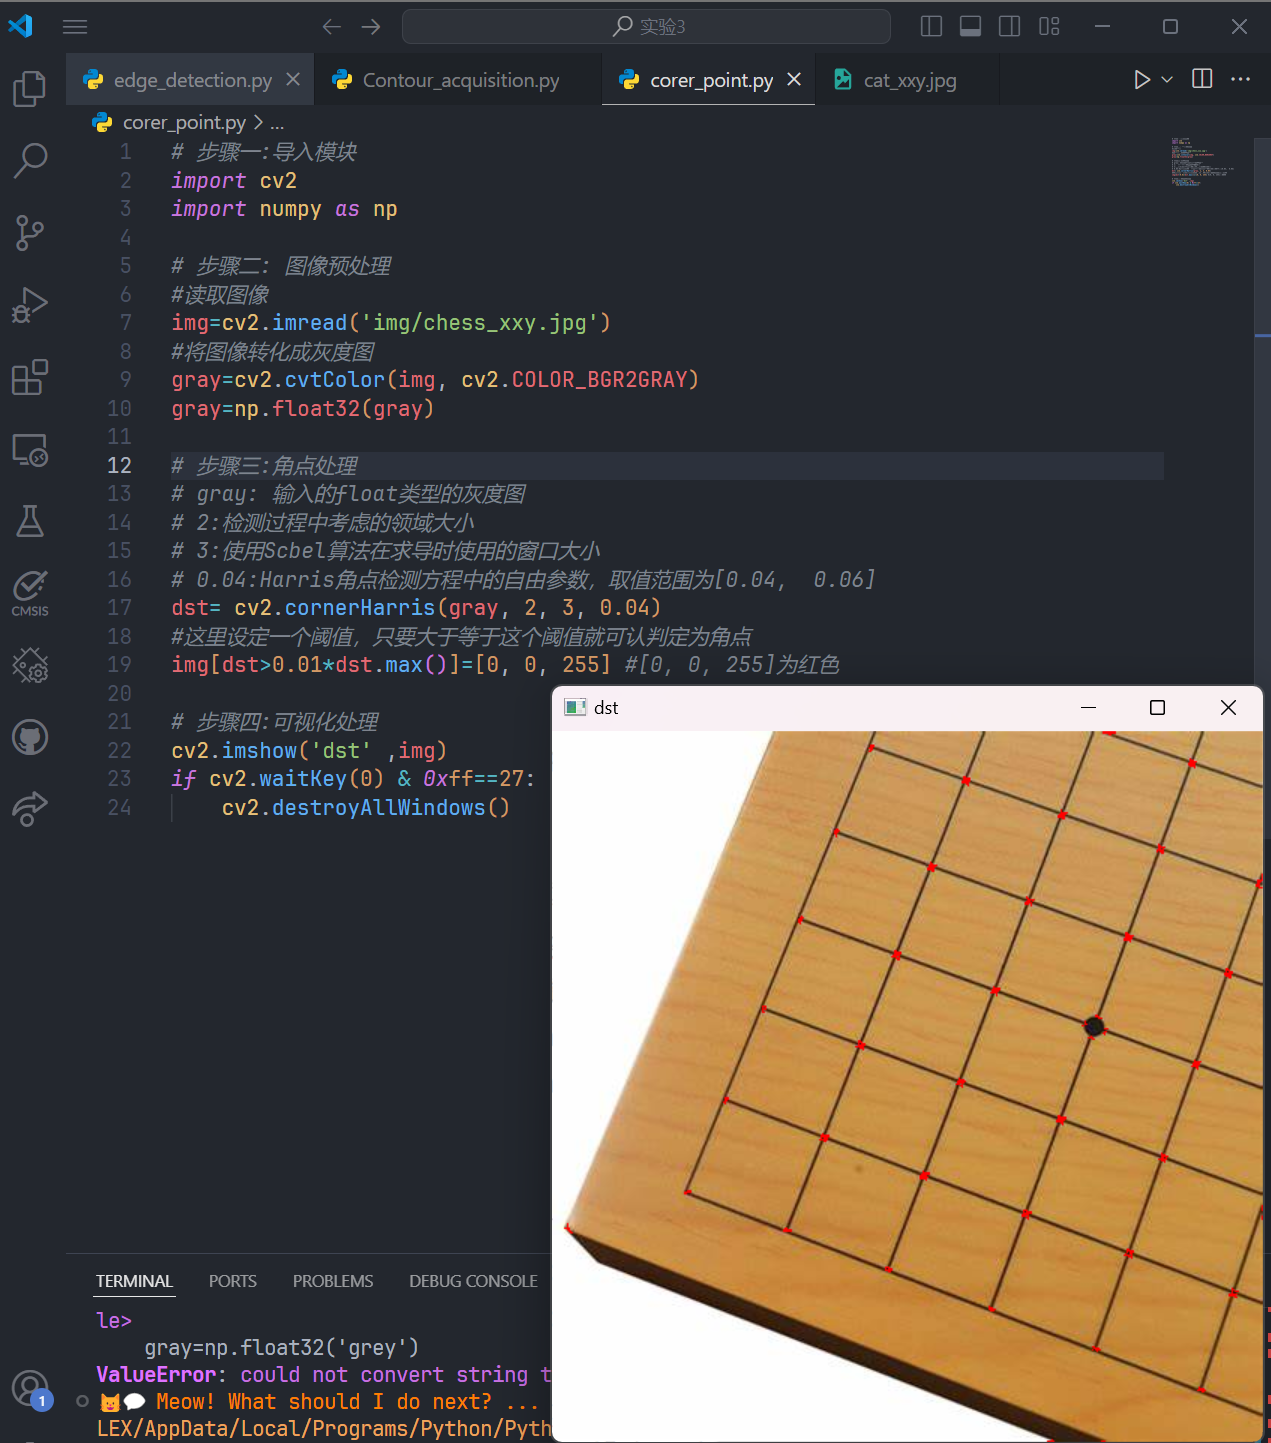 实验3
edge_detection.py
Contour_acquisition.py
corer_point.py
cat_xxy.jpg
corer_point.py > ...
1 # 步骤一:导入模块
2 import cv2
3 import numpy as np
4
5 # 步骤二: 图像预处理
6 #读取图像
7 img=cv2.imread('img/chess_xxy.jpg')
8 #将图像转化成灰度图
9 gray=cv2.cvtColor(img, cv2.COLOR_BGR2GRAY)
10 gray=np.float32(gray)
11
12 # 步骤三:角点处理
13 # gray: 输入的float类型的灰度图
14 # 2:检测过程中考虑的领域大小
15 # 3:使用Scbel算法在求导时使用的窗口大小
16 # 0.04:Harris角点检测方程中的自由参数，取值范围为[0.04， 0.06]
17 dst= cv2.cornerHarris(gray, 2, 3, 0.04)
18 #这里设定一个阈值，只要大于等于这个阈值就可认判定为角点
19 img[dst>0.01*dst.max()]=[0, 0, 255] #[0, 0, 255]为红色
20
21 # 步骤四:可视化处理
22 cv2.imshow('dst' ,img)
23 if cv2.waitKey(0) & 0xff==27:
24 cv2.destroyAllWindows()
CMSIS
dst
TERMINAL
PORTS
PROBLEMS
DEBUG CONSOLE
le>
gray=np.float32('grey')
ValueError: could not convert string t
Meow! What should I do next? ...
LEX/AppData/Local/Programs/Python/Pyth
1